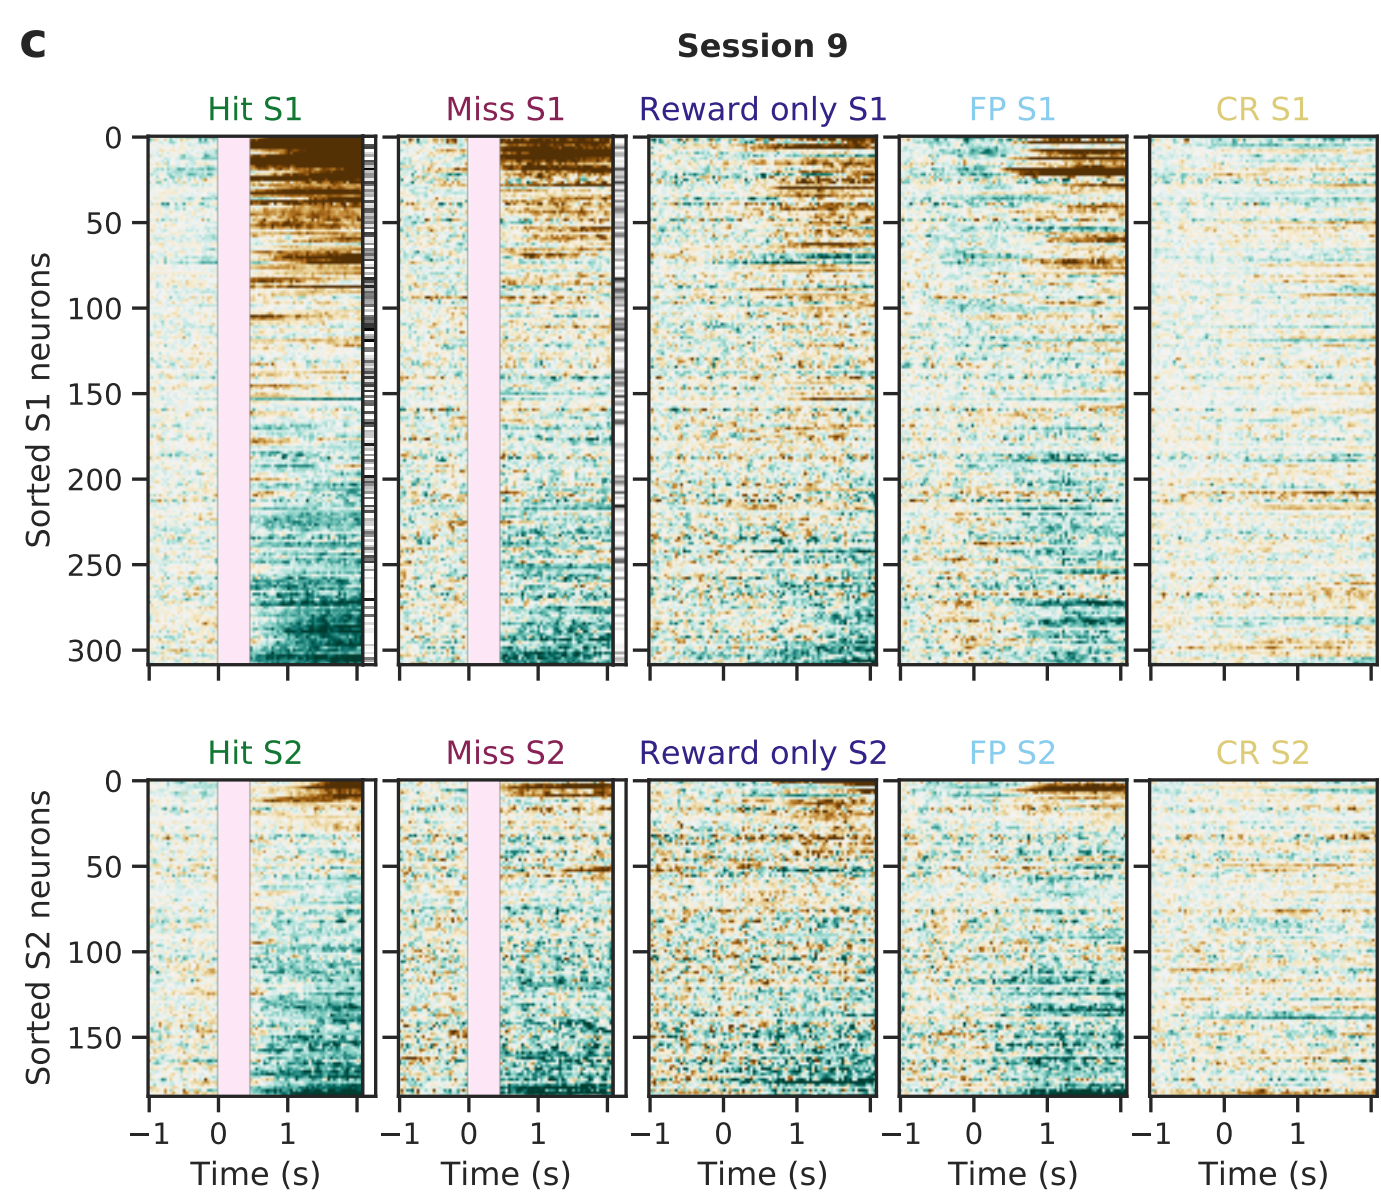 c
Session 9
Hit S1 Miss S1 Reward only S1 FP S1 CR S1
Sorted S1 neurons
0
50
100
150
200
250
300
Hit S2 Miss S2 Reward only S2 FP S2 CR S2
Sorted S2 neurons
0
50
100
150
−1 0 1 −1 0 1 −1 0 1 −1 0 1 −1 0 1
Time (s) Time (s) Time (s) Time (s) Time (s)